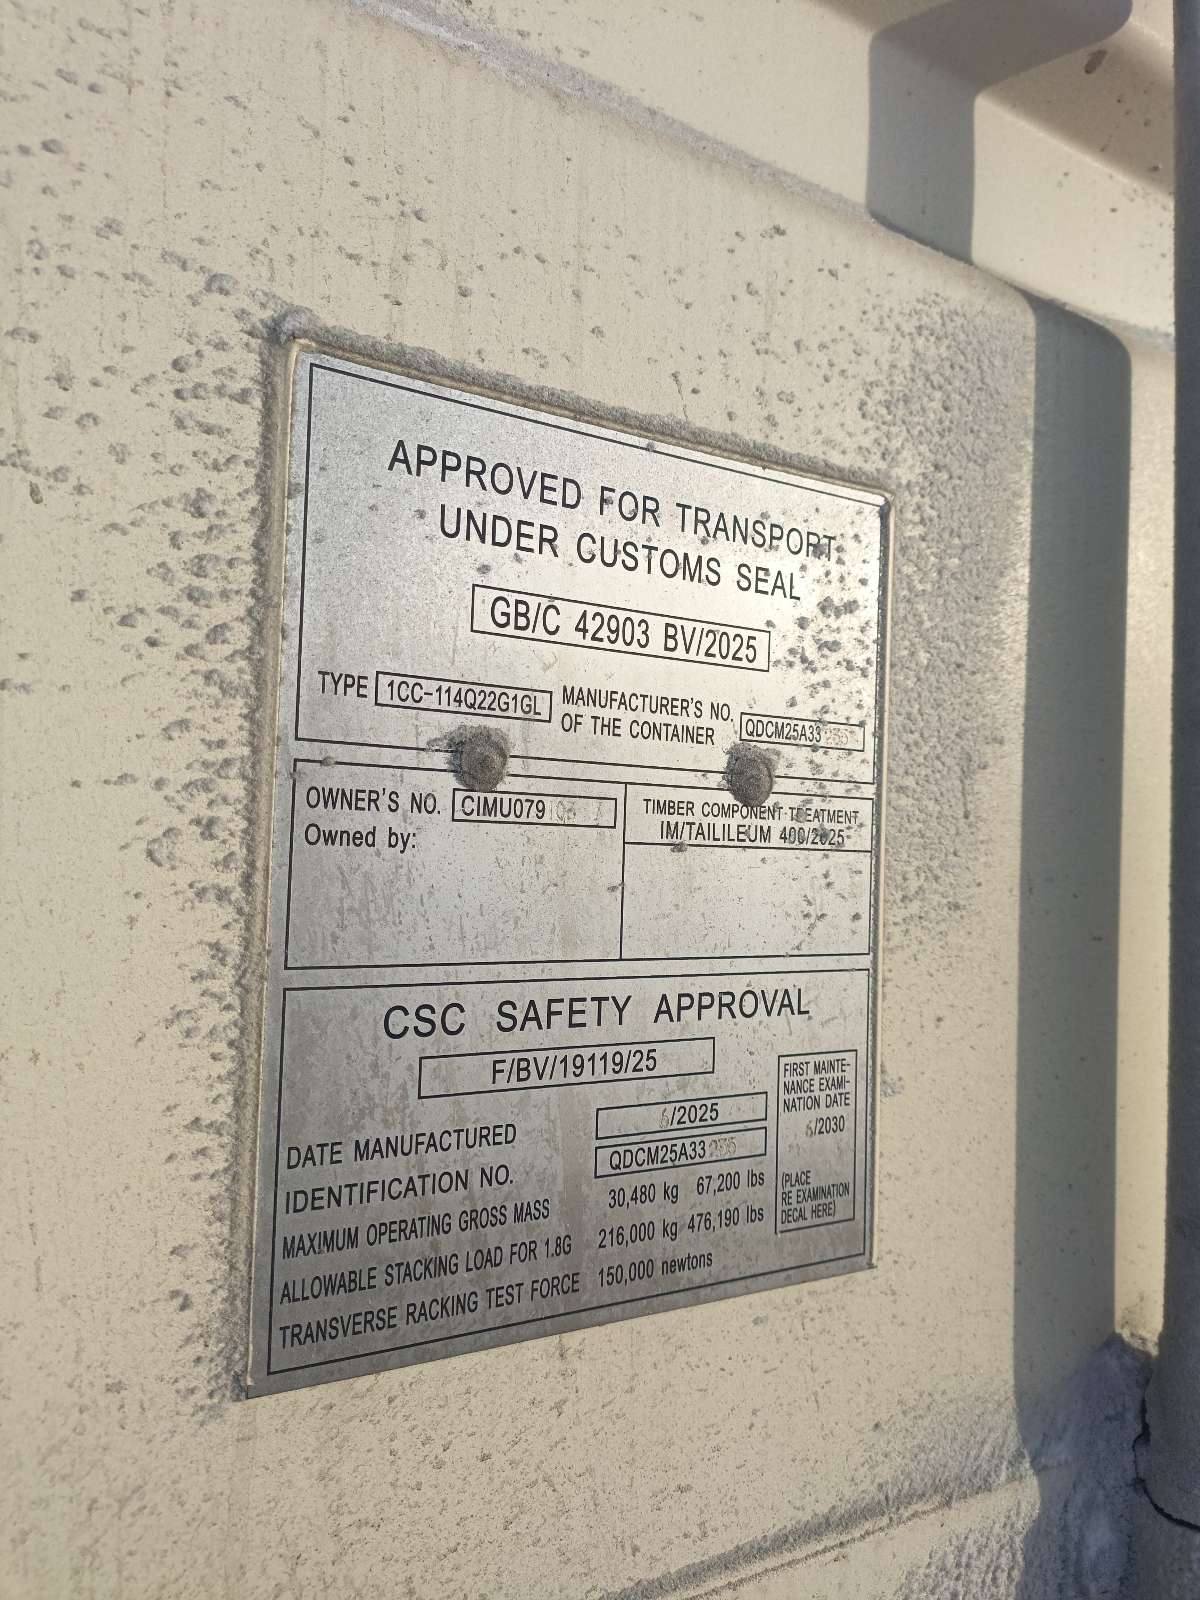 APPROVED FOR TRANSPORT
UNDER CUSTOMS SEAL
GB/C 42903 BV/2025
TYPE 1CC-114Q22G1GL
MANUFACTURER'S NO.
OF THE CONTAINER
QDCM25A33
OWNER'S NO. CIMU079
Owned by:
TIMBER COMPONENT TREATMENT
IM/TAILILEUM 400/2025
CSC SAFETY APPROVAL
F/BV/19119/25
DATE MANUFACTURED 6/2025
IDENTIFICATION NO. QDCM25A33
MAXIMUM OPERATING GROSS MASS 30,480 kg 67,200 lbs
ALLOWABLE STACKING LOAD FOR 1.8G 216,000 kg 476,190 lbs
TRANSVERSE RACKING TEST FORCE 150,000 newtons
FIRST MAINTE-
NANCE EXAMI-
NATION DATE
6/2030
(PLACE
RE EXAMINATION
DECAL HERE)